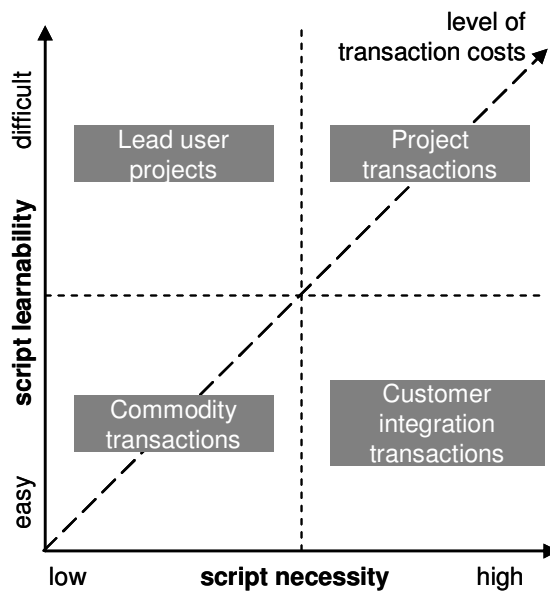 level of
transaction costs
difficult
Lead user
projects
Project
transactions
script learnability
Commodity
transactions
Customer
integration
transactions
easy
low
script necessity
high